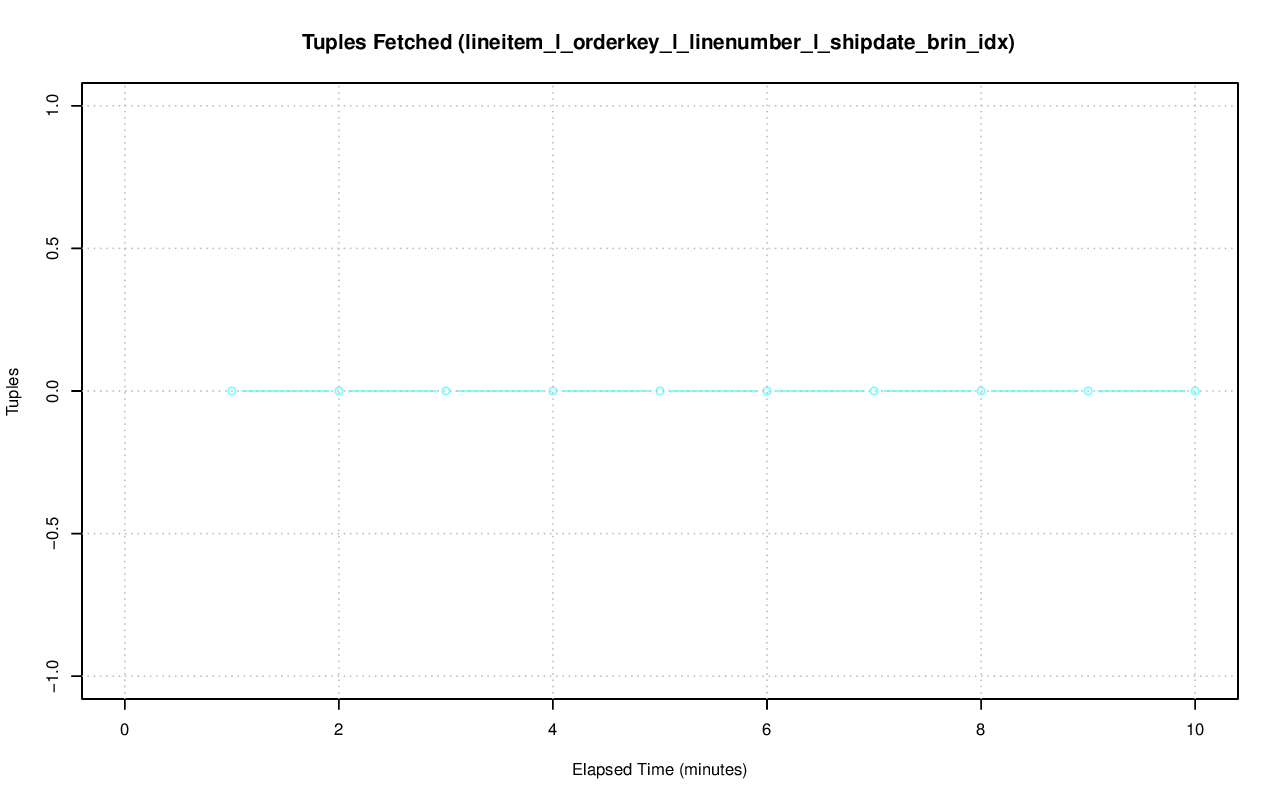 Tuples Fetched (lineitem_l_orderkey_l_linenumber_l_shipdate_brin_idx)
1.0
0.5
0.0
−0.5
−1.0
Tuples
0 2 4 6 8 10
Elapsed Time (minutes)